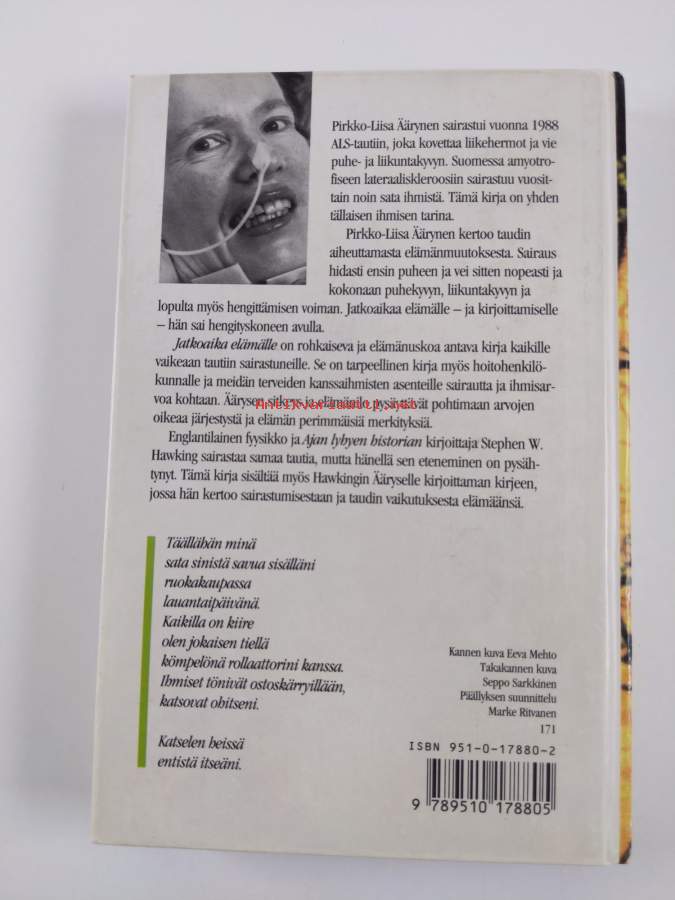 Pirkko-Liisa Äärynen sairastui vuonna 1988
ALS-tautiin, joka kovettaa liikehermot ja vie
puhe- ja liikuntakyvyn. Suomessa amyotro-
fiseen lateraaliskleroosiin sairastuu vuosit-
tain noin sata ihmistä. Tämä kirja on yhden
tällaisen ihmisen tarina.
Pirkko-Liisa Äärynen kertoo taudin
aiheuttamasta elämänmuutoksesta. Sairaus
hidasti ensin puheen ja vei sitten nopeasti ja
kokonaan puhekyvyn, liikuntakyvyn ja
lopulta myös hengittämisen voiman. Jatkoaikaa elämälle – ja kirjoittamiselle
– hän sai hengityskoneen avulla.
Jatkoaika elämälle on rohkaiseva ja elämänuskoa antava kirja kaikille
vaikeaan tautiin sairastuneille. Se on tarpeellinen kirja myös hoitohenkilö-
kunnalle ja meidän terveiden kanssaihmisten asenteille sairautta ja ihmisar-
voa kohtaan. Äärysen sitkeys ja elämänilo pysäyttävät pohtimaan arvojen
oikeaa järjestystä ja elämän perimmäisiä merkityksiä.
Englantilainen fyysikko ja Ajan lyhyen historian kirjoittaja Stephen W.
Hawking sairastaa samaa tautia, mutta hänellä sen eteneminen on pysäh-
tynyt. Tämä kirja sisältää myös Hawkingin Ääryselle kirjoittaman kirjeen,
jossa hän kertoo sairastumisestaan ja taudin vaikutuksesta elämäänsä.
Täällähän minä
sata sinistä savua sisälläni
ruokakaupassa
lauantaipäivänä.
Kaikilla on kiire
olen jokaisen tiellä
kömpelönä rollaattorini kanssa.
Ihmiset tönivät ostoskärryillään,
katsovat ohitseni.
Katselen heissä
entistä itseäni.
Kannen kuva Eeva Mehto
Takakannen kuva
Seppo Sarkkinen
Päällyksen suunnittelu
Marke Ritvanen
171
ISBN 951-0-17880-2
9 789510 178805